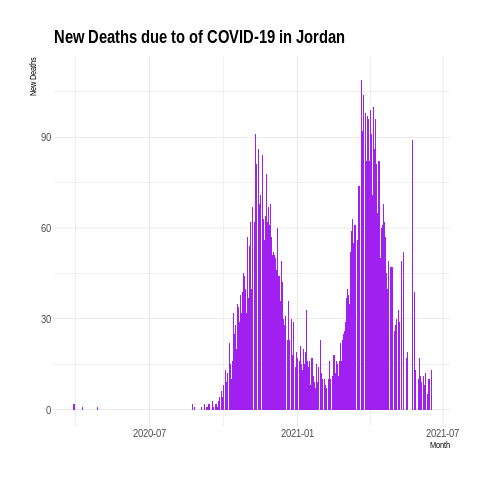 New Deaths due to of COVID-19 in Jordan
New Deaths
90
60
30
0
2020-07
2021-01
2021-07
Month